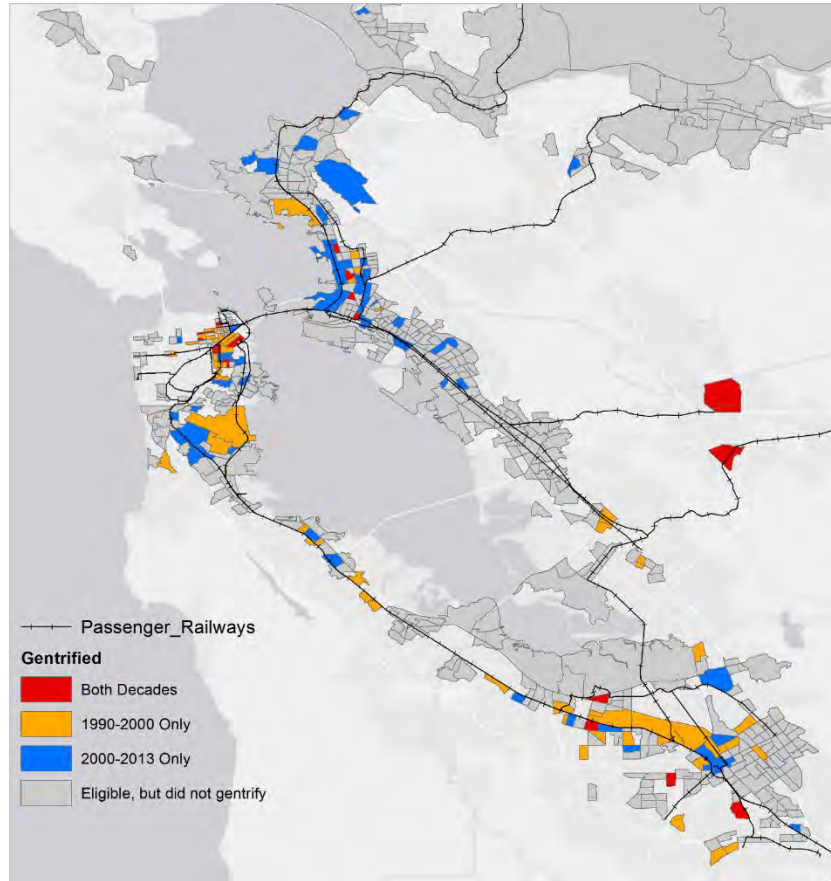 Passenger_Railways
Gentrified
Both Decades
1990-2000 Only
2000-2013 Only
Eligible, but did not gentrify